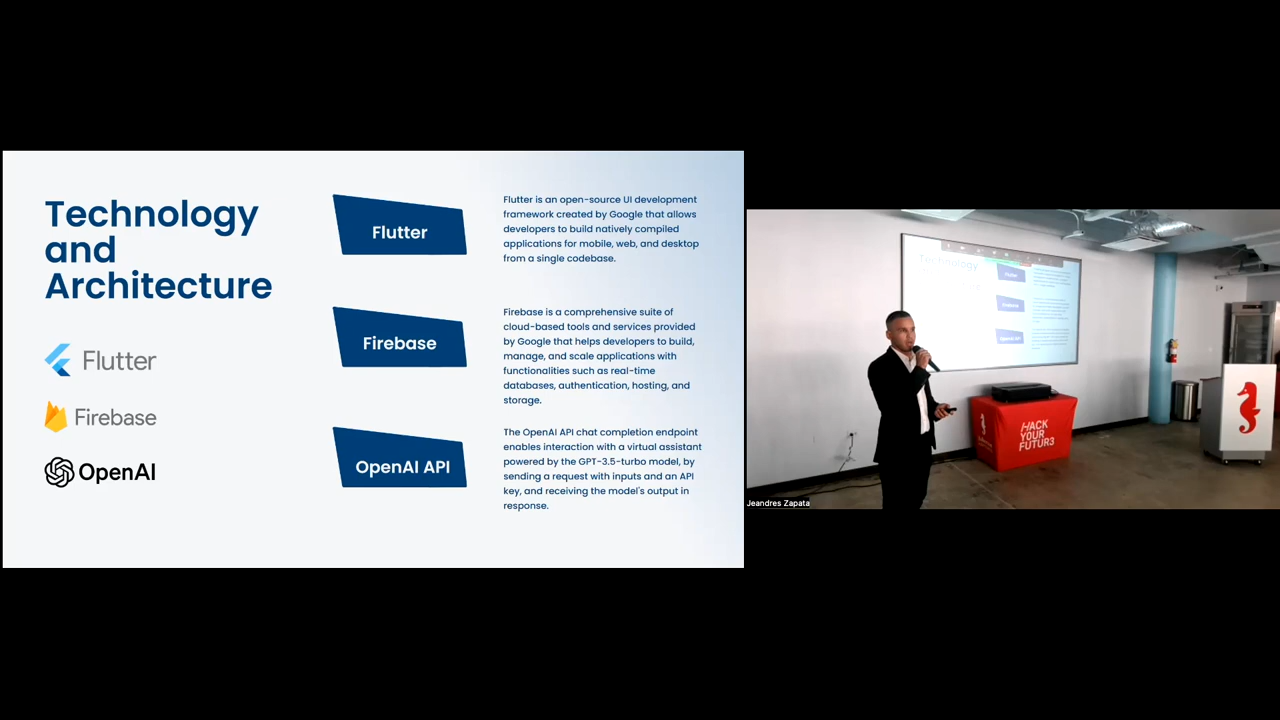 Technology
and
Architecture
Flutter
Firebase
OpenAI
Flutter
Flutter is an open-source UI development
framework created by Google that allows
developers to build natively compiled
applications for mobile, web, and desktop
from a single codebase.
Firebase
Firebase is a comprehensive suite of
cloud-based tools and services provided
by Google that helps developers to build,
manage, and scale applications with
functionalities such as real-time
databases, authentication, hosting, and
storage.
OpenAI API
The OpenAI API chat completion endpoint
enables interaction with a virtual assistant
powered by the GPT-3.5-turbo model, by
sending a request with inputs and an API
key, and receiving the model's output in
response.
Technology
HACK
YOUR
FUTUR3
Jeandres Zapata